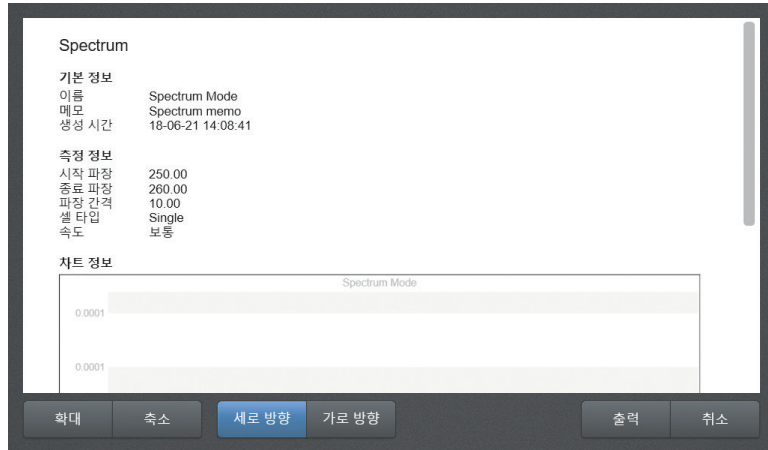 Spectrum
기본 정보
이름 Spectrum Mode
메모 Spectrum memo
생성 시간 18-06-21 14:08:41
측정 정보
시작 파장 250.00
종료 파장 260.00
파장 간격 10.00
셀 타입 Single
속도 보통
차트 정보
Spectrum Mode
0.0001
0.0001
확대 축소 세로 방향 가로 방향 출력 취소